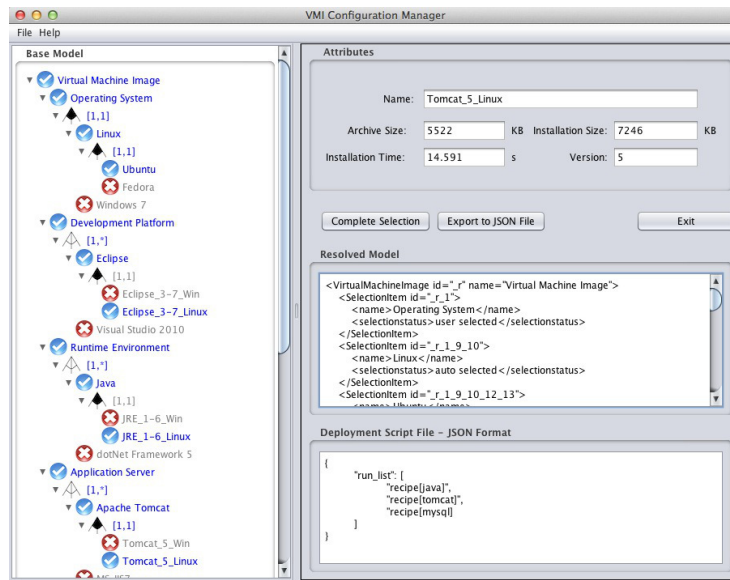 VMI Configuration Manager
File Help
Base Model
Virtual Machine Image
Operating System
[1,1]
Linux
[1,1]
Ubuntu
Fedora
Windows 7
Development Platform
[1,*]
Eclipse
[1,1]
Eclipse_3-7_Win
Eclipse_3-7_Linux
Visual Studio 2010
Runtime Environment
[1,*]
Java
[1,1]
JRE_1-6_Win
JRE_1-6_Linux
dotNet Framework 5
Application Server
[1,*]
Apache Tomcat
[1,1]
Tomcat_5_Win
Tomcat_5_Linux
Attributes
Name: Tomcat_5_Linux
Archive Size: 5522 KB Installation Size: 7246 KB
Installation Time: 14.591 s Version: 5
Complete Selection Export to JSON File Exit
Resolved Model
<VirtualMachineImage id="_r" name="Virtual Machine Image">
<SelectionItem id="_r_1">
<name>Operating System</name>
<selectionstatus>user selected</selectionstatus>
</SelectionItem>
<SelectionItem id="_r_1_9_10">
<name>Linux</name>
<selectionstatus>auto selected</selectionstatus>
</SelectionItem>
<SelectionItem id="_r_1_9_10_12_13">
<name>Ubuntu</name>
Deployment Script File - JSON Format
{
"run_list": [
"recipe[java]",
"recipe[tomcat]",
"recipe[mysql]
]
}